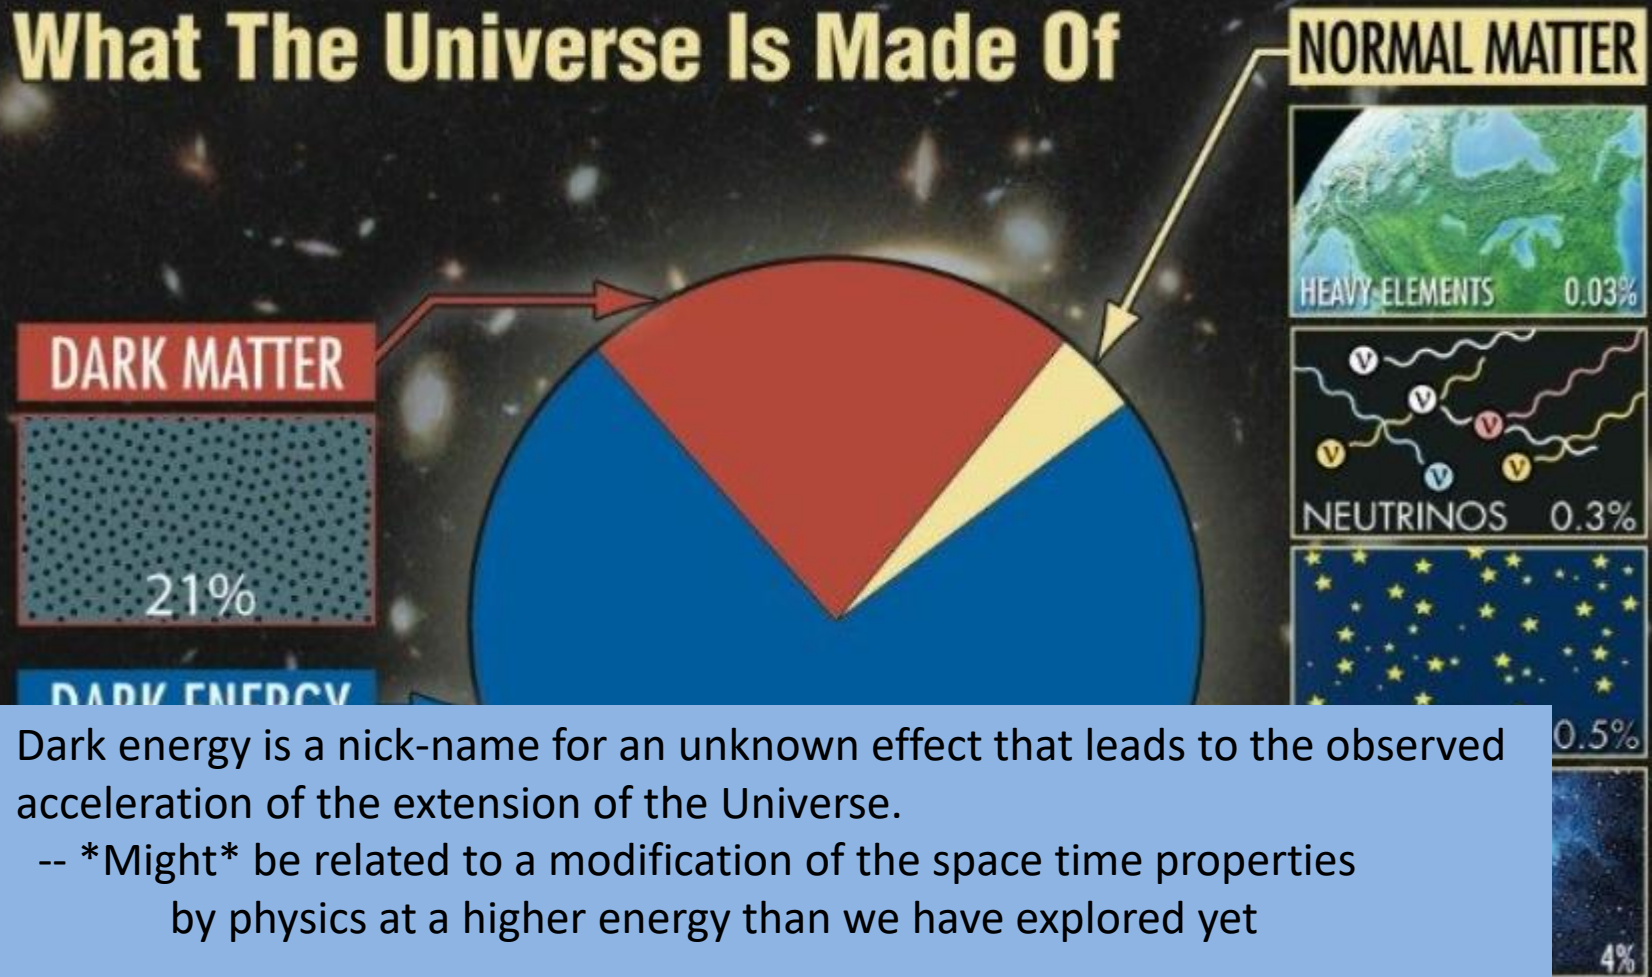 What The Universe Is Made Of
NORMAL MATTER
HEAVY ELEMENTS 0.03%
DARK MATTER
21%
ν
ν
ν
ν
ν
ν
NEUTRINOS 0.3%
DARK ENERGY
0.5%
Dark energy is a nick-name for an unknown effect that leads to the observed
acceleration of the extension of the Universe.
-- *Might* be related to a modification of the space time properties
by physics at a higher energy than we have explored yet
4%